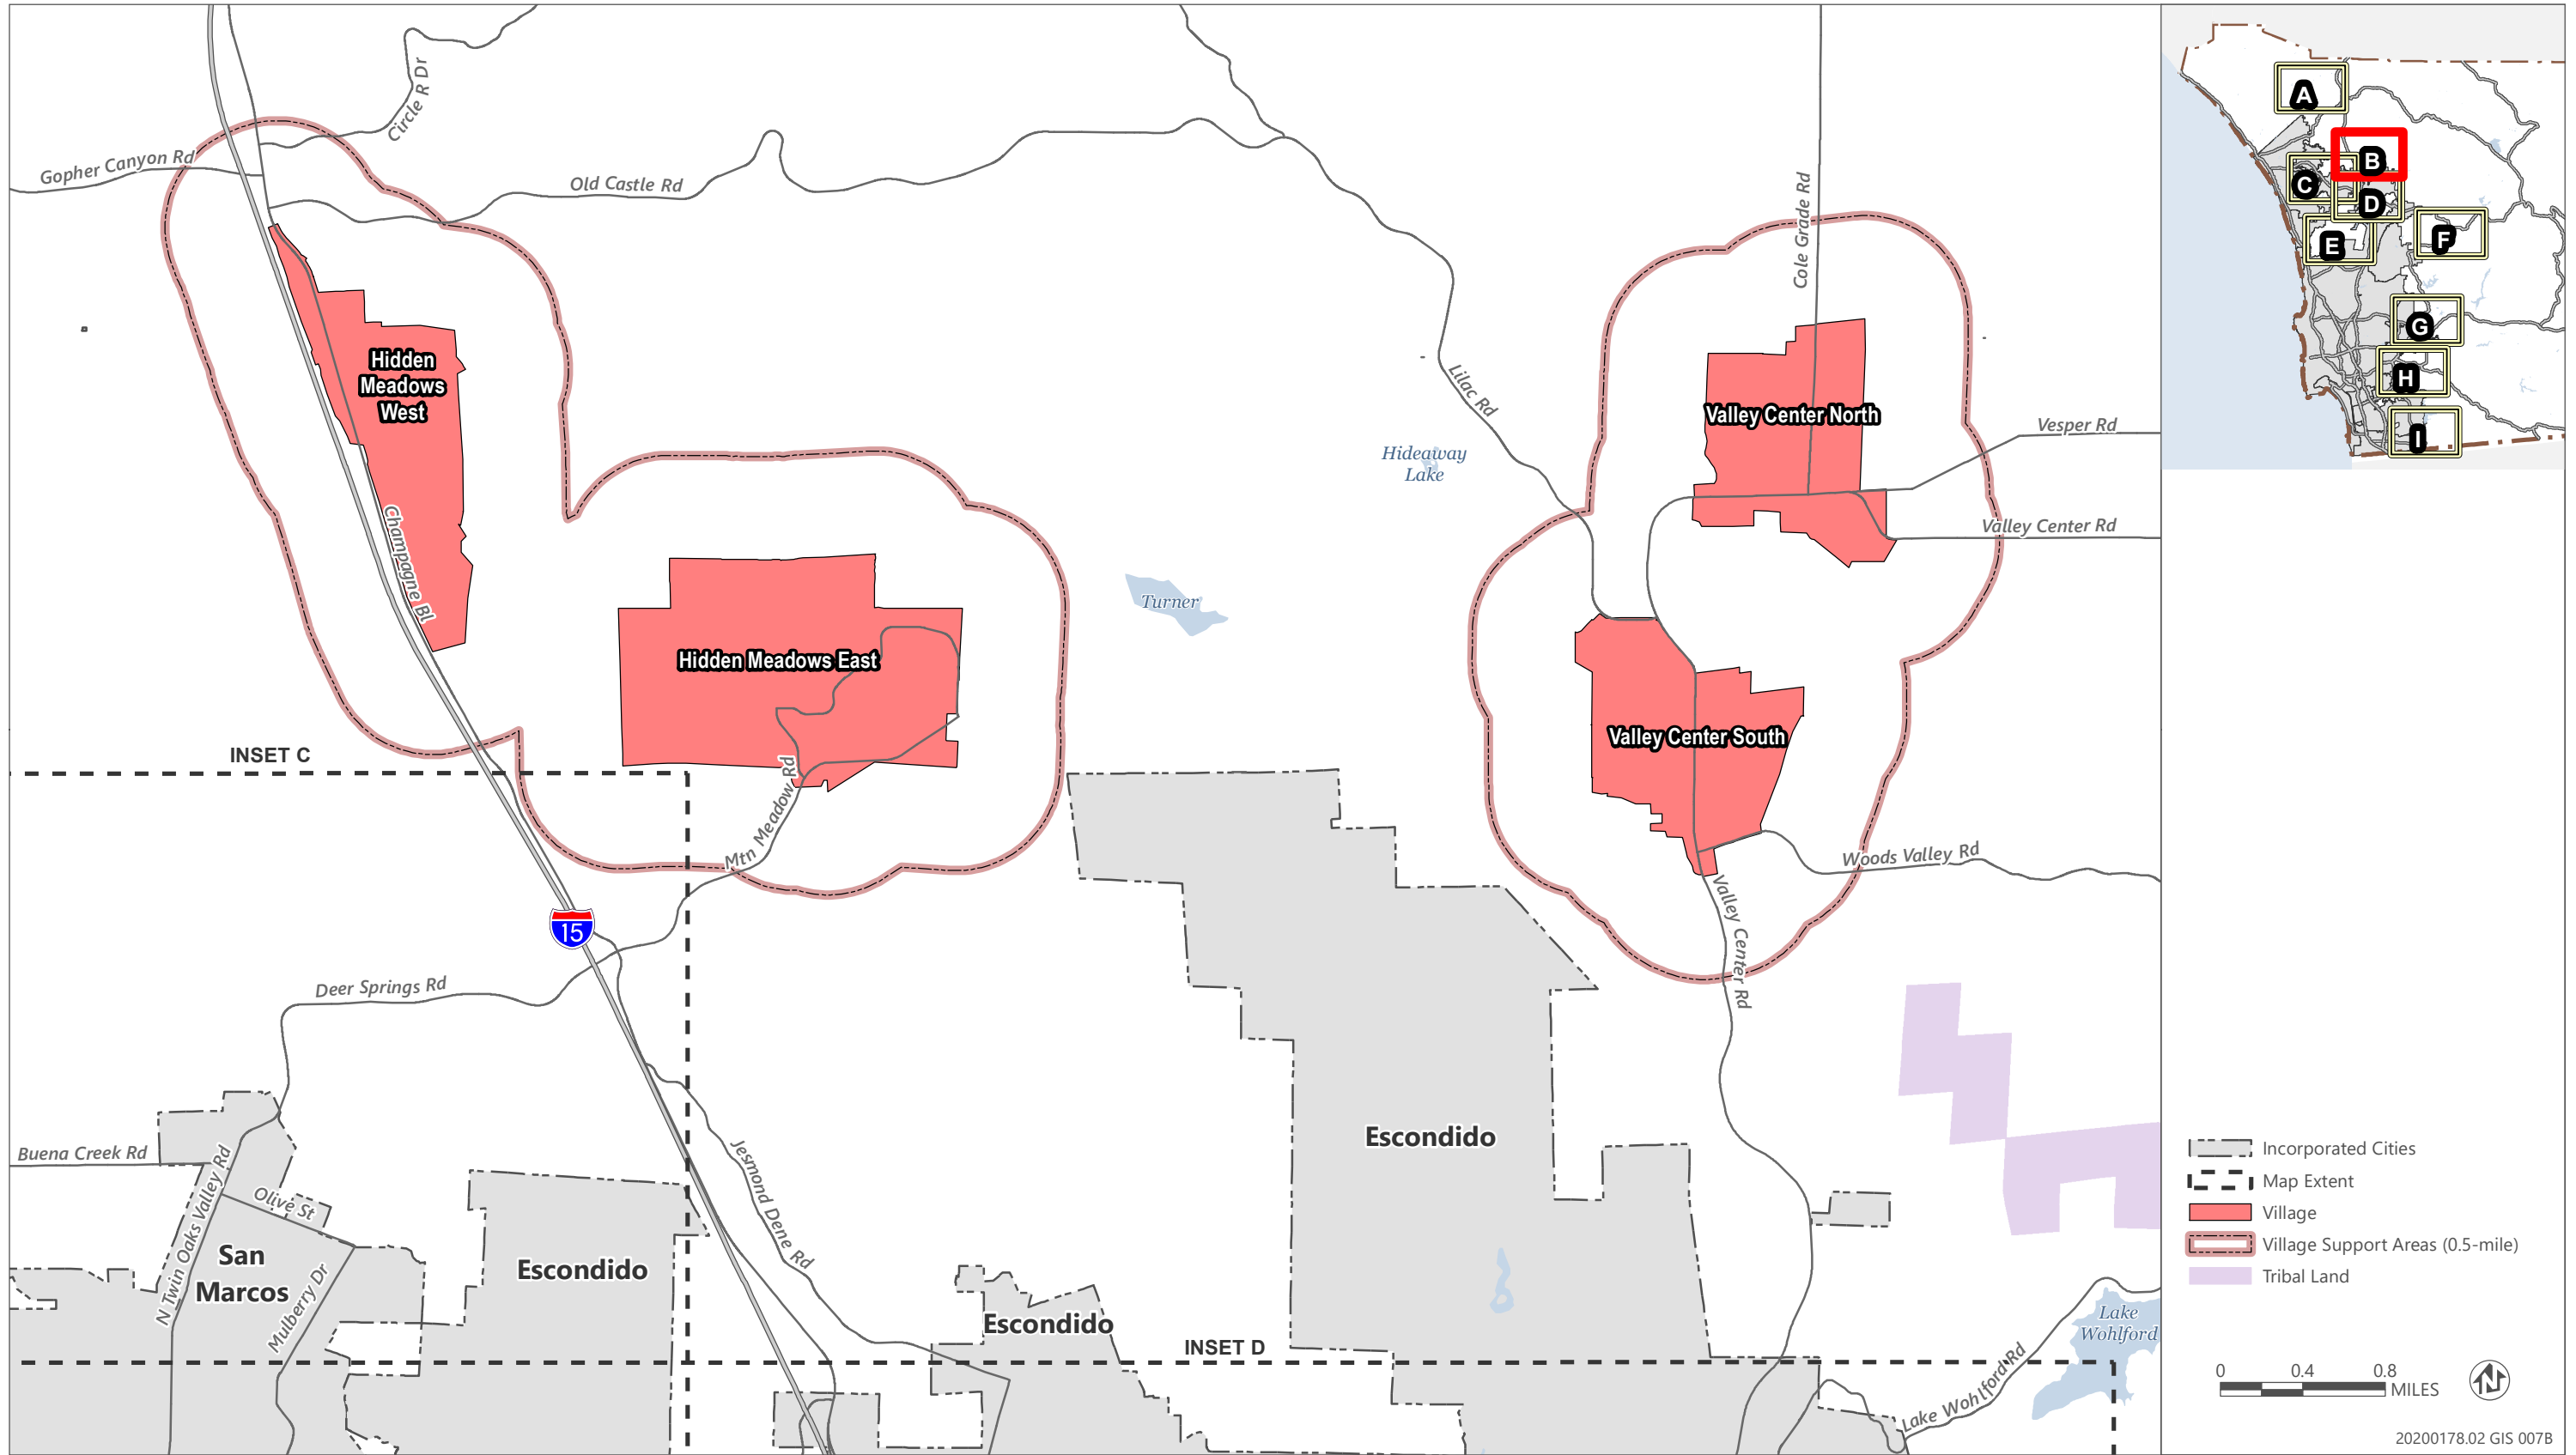 Circle R Dr
Gopher Canyon Rd
Old Castle Rd
Cole Grade Rd
Hidden
Meadows
West
Lilac Rd
Valley Center North
Vesper Rd
Hideaway
Lake
Champagne Bl
Valley Center Rd
Turner
Hidden Meadows East
Valley Center South
INSET C
Mtn Meadow Rd
Woods Valley Rd
Valley Center Rd
15
Deer Springs Rd
Buena Creek Rd
N Twin Oaks Valley Rd
Olive St
Jesmond Dene Rd
Escondido
San
Marcos
Mulberry Dr
Escondido
Escondido
INSET D
Lake
Wohlford
Lake Wohlford Rd
A
B
C
D
E
F
G
H
I
Incorporated Cities
Map Extent
Village
Village Support Areas (0.5-mile)
Tribal Land
0 0.4 0.8
MILES
N
20200178.02 GIS 007B